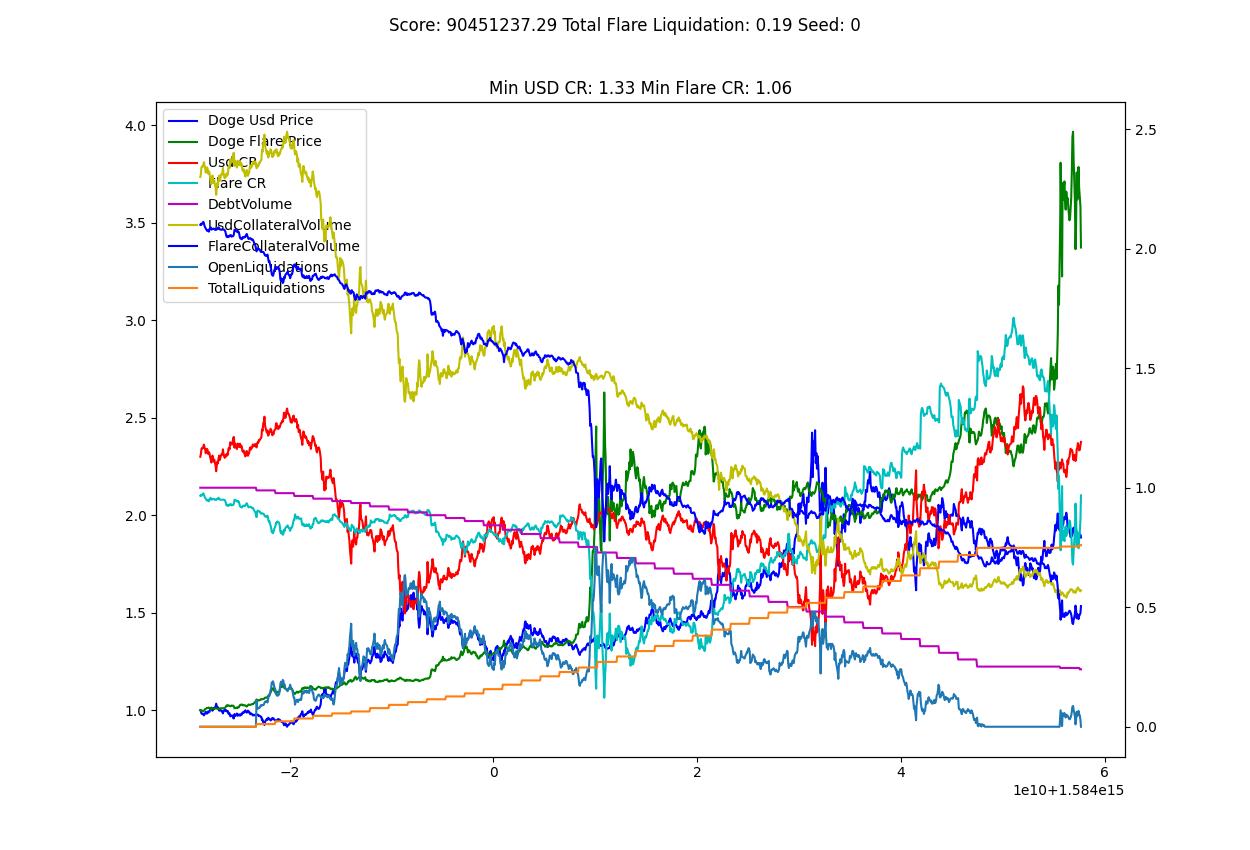 Score: 90451237.29 Total Flare Liquidation: 0.19 Seed: 0
Min USD CR: 1.33 Min Flare CR: 1.06
Doge Usd Price
Doge Flare Price
Usd CR
Flare CR
DebtVolume
UsdCollateralVolume
FlareCollateralVolume
OpenLiquidations
TotalLiquidations
4.0
3.5
3.0
2.5
2.0
1.5
1.0
2.5
2.0
1.5
1.0
0.5
0.0
−2 0 2 4 6
1e10+1.584e15